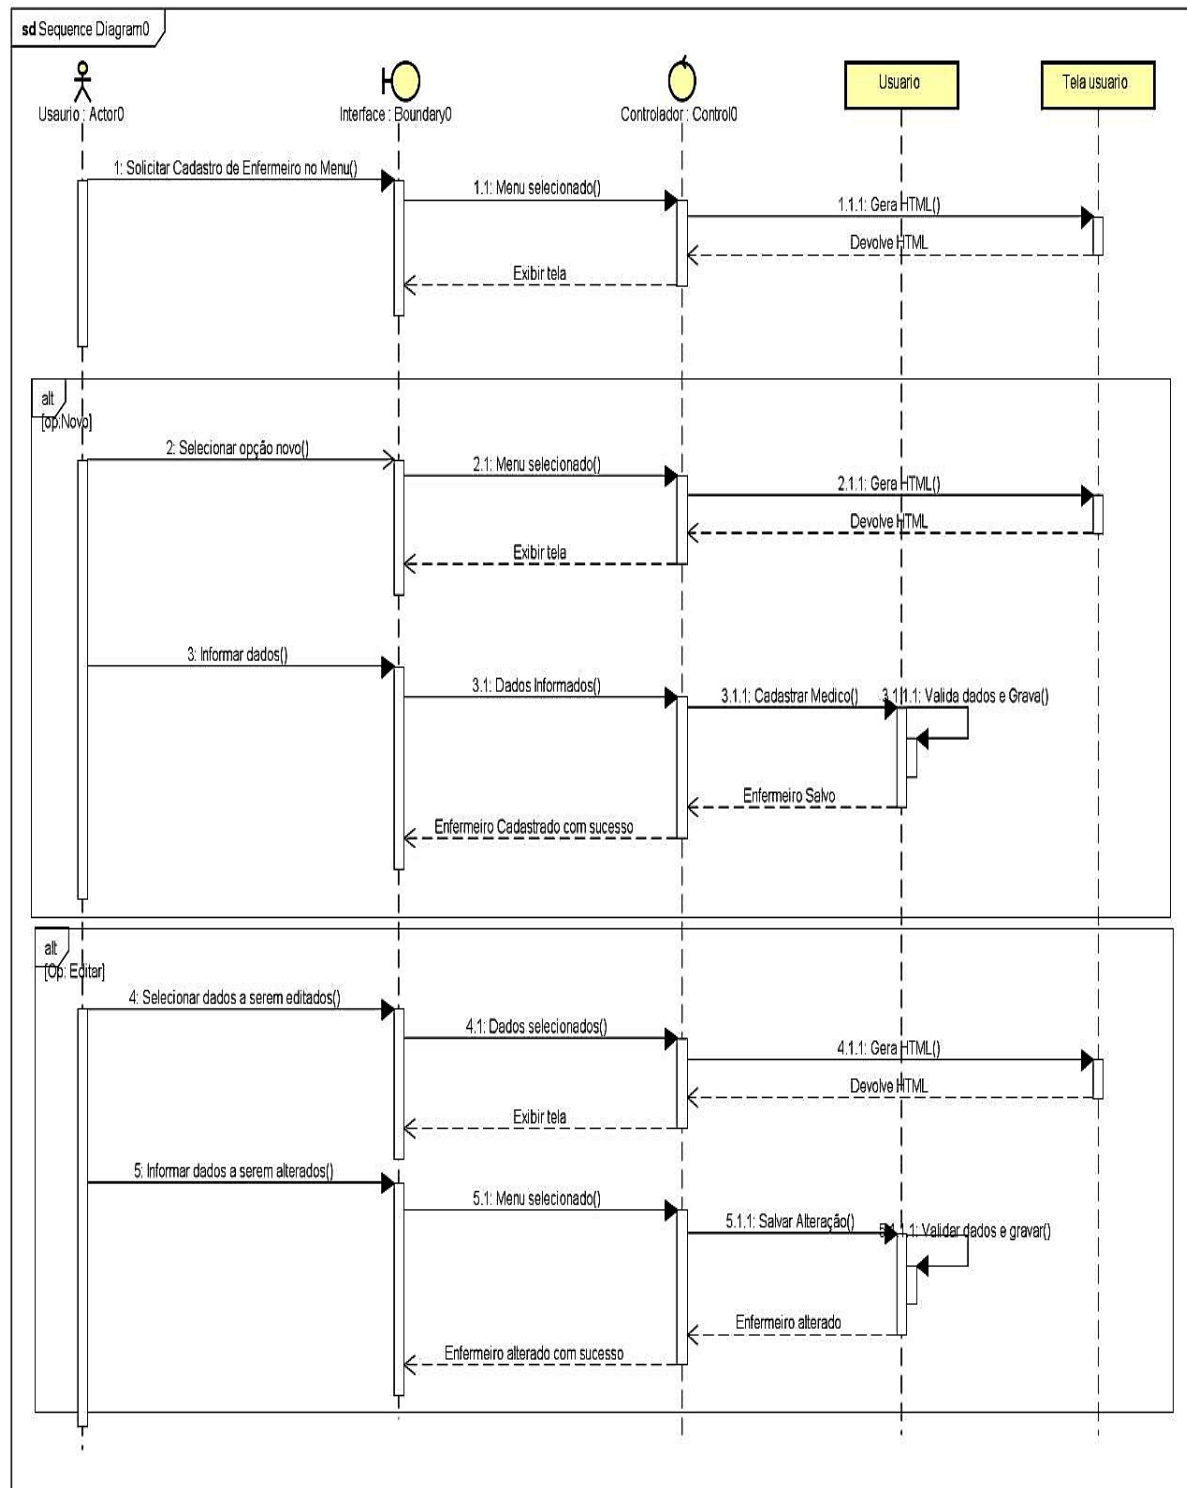 sd Sequence Diagram0
Usaurio : Actor0
Interface : Boundary0
Controlador : Control0
Usuario
Tela usuario
1: Solicitar Cadastro de Enfermeiro no Menu()
1.1: Menu selecionado()
1.1.1: Gera HTML()
Devolve HTML
Exibir tela
alt
[op:Novo]
2: Selecionar opção novo()
2.1: Menu selecionado()
2.1.1: Gera HTML()
Devolve HTML
Exibir tela
3: Informar dados()
3.1: Dados Informados()
3.1.1: Cadastrar Medico()
3.1.1.1: Valida dados e Grava()
Enfermeiro Salvo
Enfermeiro Cadastrado com sucesso
alt
[Op: Editar]
4: Selecionar dados a serem editados()
4.1: Dados selecionados()
4.1.1: Gera HTML()
Devolve HTML
Exibir tela
5: Informar dados a serem alterados()
5.1: Menu selecionado()
5.1.1: Salvar Alteração()
5.1.1.1: Validar dados e gravar()
Enfermeiro alterado
Enfermeiro alterado com sucesso